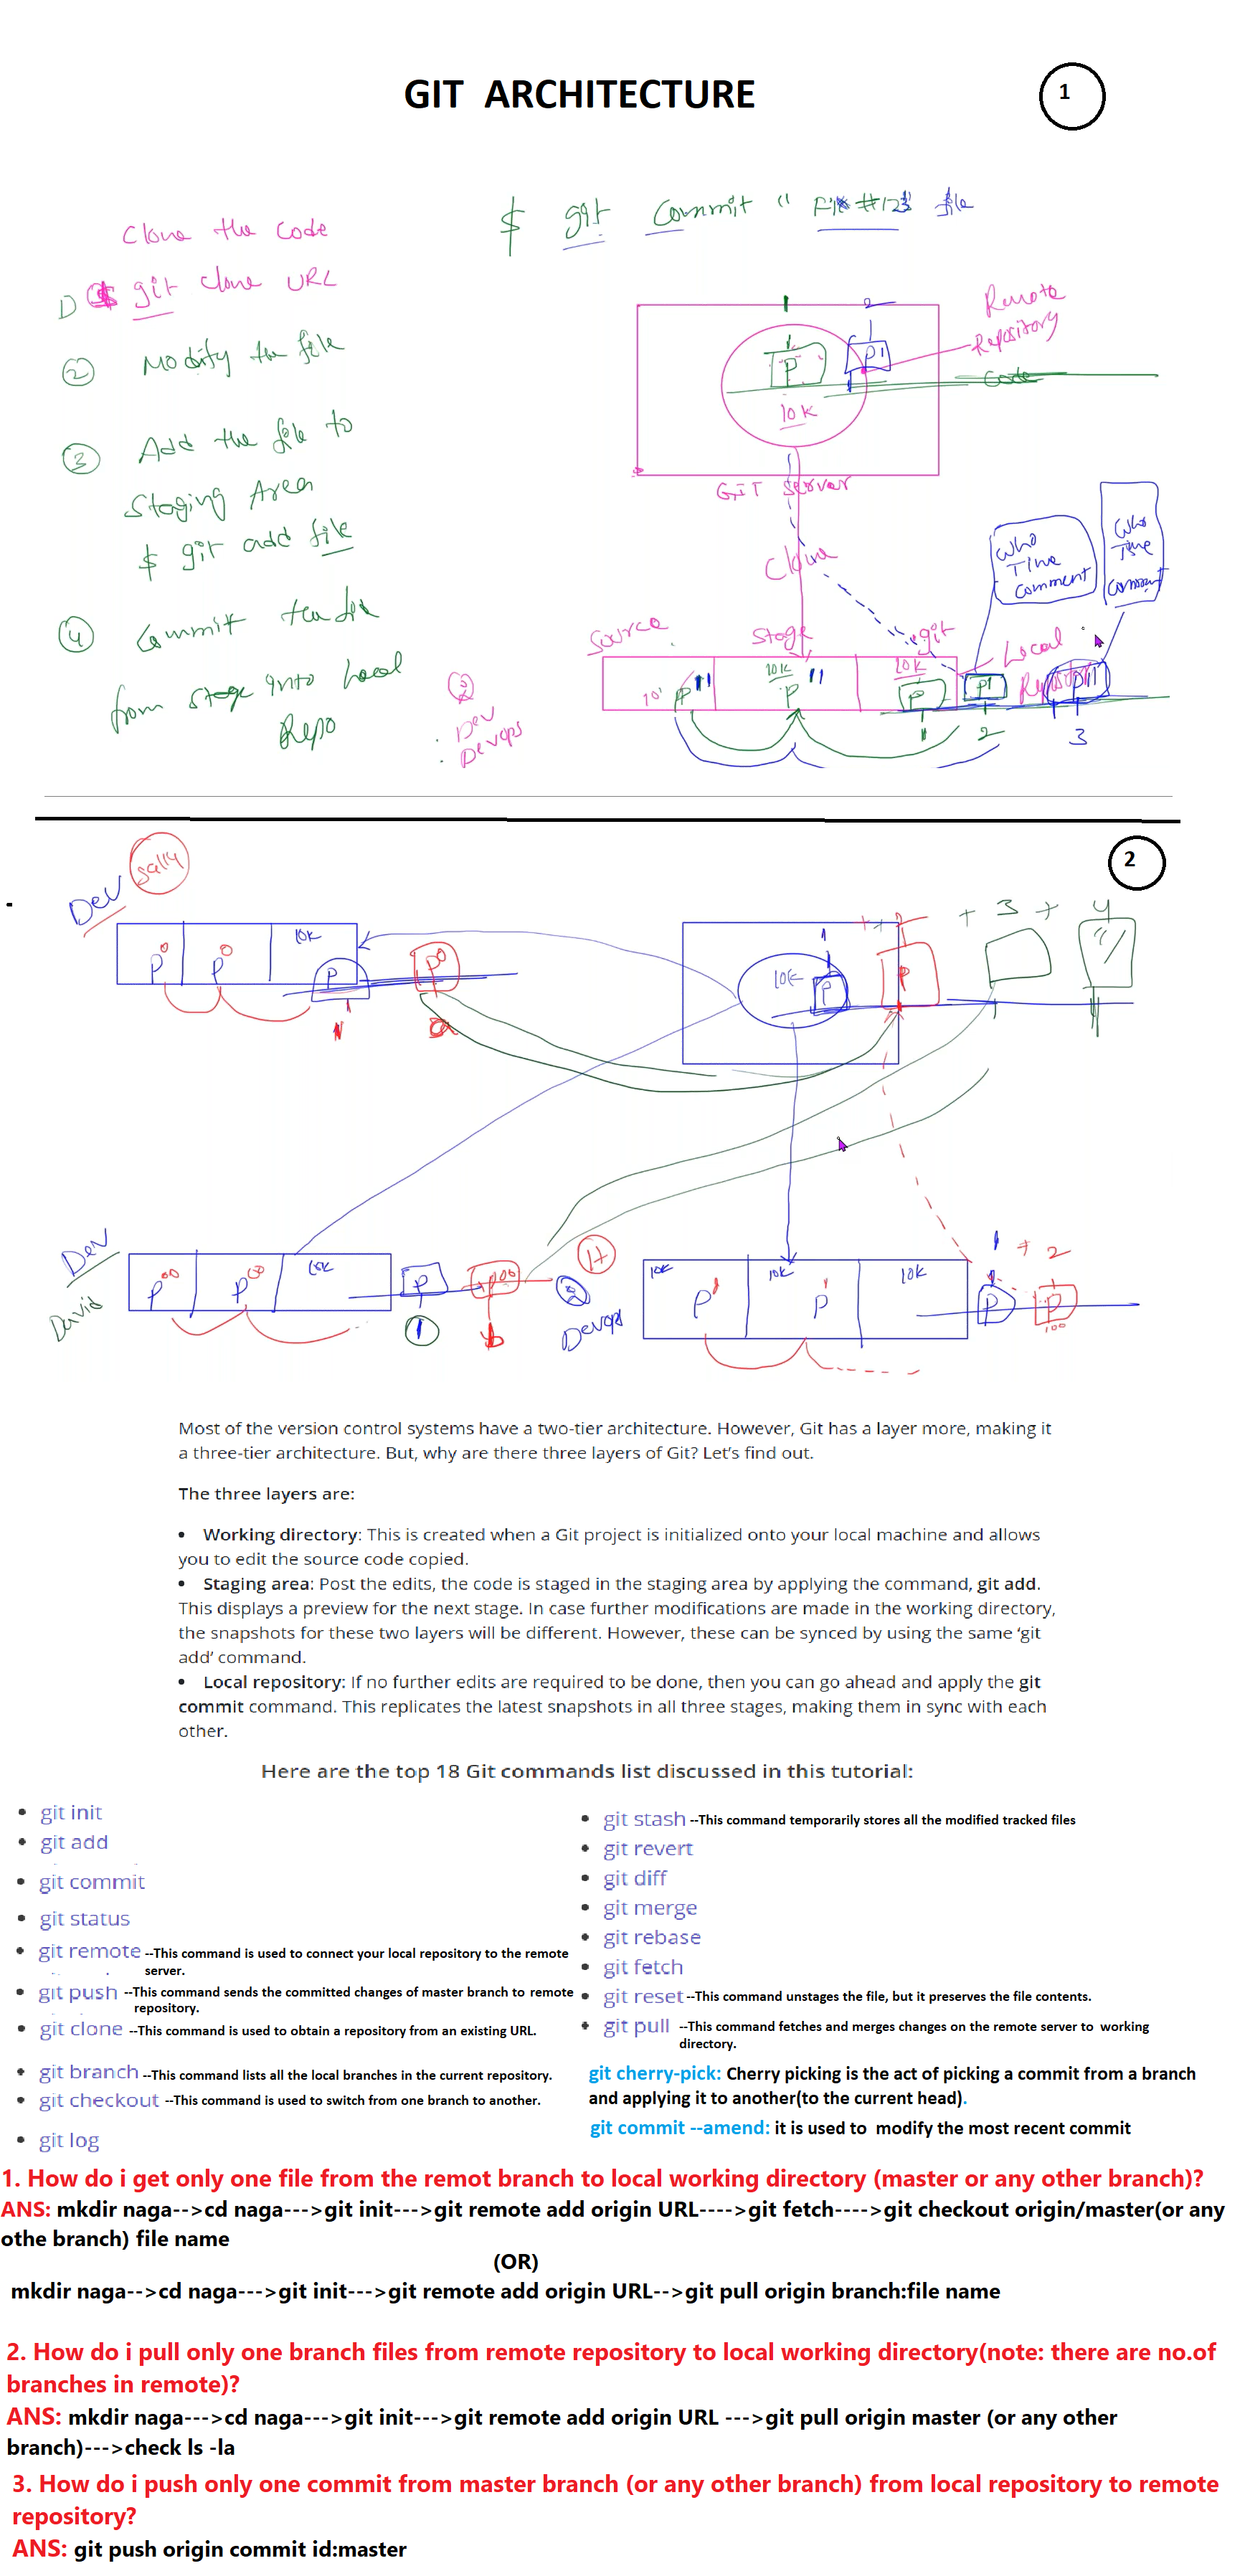 GIT ARCHITECTURE
1
$ git commit " Fix #123" file
Clone the code
1) $ git clone URL
② Modify the file
③ Add the file to
Staging Area
$ git add file
④ Commit the file
from stage into local
Repo
② Dev
Devops
1
2
P
P1
10K
Remote
Repository
Code
GIT Server
Clone
Who
Time
Comment
Who
Time
Comment
Source
Stage
.git
Local
10K
10K
P
P
P
P1
1
2
3
2
Dev
Sally
10K
P
1
10K
P
1
+ 3 +
4
Dev
David
P
1
b
②
Devops
10K
10K
10K
P
P
P
P
1 + 2
100
Most of the version control systems have a two-tier architecture. However, Git has a layer more, making it
a three-tier architecture. But, why are there three layers of Git? Let's find out.
The three layers are:
• Working directory: This is created when a Git project is initialized onto your local machine and allows
you to edit the source code copied.
• Staging area: Post the edits, the code is staged in the staging area by applying the command, git add.
This displays a preview for the next stage. In case further modifications are made in the working directory,
the snapshots for these two layers will be different. However, these can be synced by using the same ‘git
add’ command.
• Local repository: If no further edits are required to be done, then you can go ahead and apply the git
commit command. This replicates the latest snapshots in all three stages, making them in sync with each
other.
Here are the top 18 Git commands list discussed in this tutorial:
• git init
• git add
• git commit
• git status
• git remote --This command is used to connect your local repository to the remote
server.
• git push --This command sends the committed changes of master branch to remote
repository.
• git clone --This command is used to obtain a repository from an existing URL.
• git branch --This command lists all the local branches in the current repository.
• git checkout --This command is used to switch from one branch to another.
• git log
• git stash --This command temporarily stores all the modified tracked files
• git revert
• git diff
• git merge
• git rebase
• git fetch
• git reset --This command unstages the file, but it preserves the file contents.
• git pull --This command fetches and merges changes on the remote server to working
directory.
git cherry-pick: Cherry picking is the act of picking a commit from a branch
and applying it to another(to the current head).
git commit --amend: it is used to modify the most recent commit
1. How do i get only one file from the remot branch to local working directory (master or any other branch)?
ANS: mkdir naga-->cd naga--->git init--->git remote add origin URL---->git fetch---->git checkout origin/master(or any
othe branch) file name
(OR)
mkdir naga-->cd naga--->git init--->git remote add origin URL-->git pull origin branch:file name
2. How do i pull only one branch files from remote repository to local working directory(note: there are no.of
branches in remote)?
ANS: mkdir naga--->cd naga--->git init--->git remote add origin URL --->git pull origin master (or any other
branch)--->check ls -la
3. How do i push only one commit from master branch (or any other branch) from local repository to remote
repository?
ANS: git push origin commit id:master